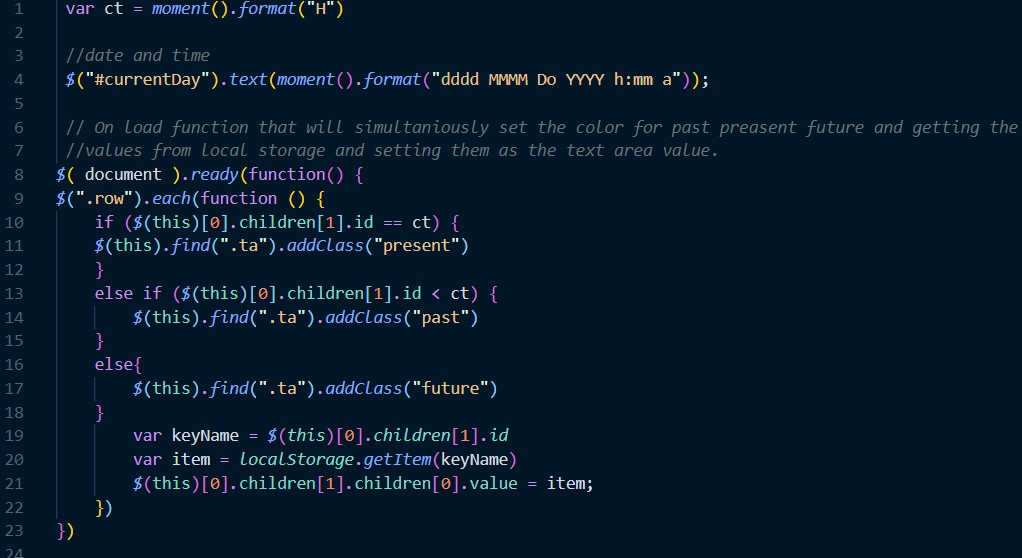 1 var ct = moment().format("H")
2
3 //date and time
4 $("#currentDay").text(moment().format("dddd MMMM Do YYYY h:mm a"));
5
6 // On load function that will simultaniously set the color for past preasent future and getting the
7 //values from local storage and setting them as the text area value.
8 $( document ).ready(function() {
9 $(".row").each(function () {
10 if ($(this)[0].children[1].id == ct) {
11 $(this).find(".ta").addClass("present")
12 }
13 else if ($(this)[0].children[1].id < ct) {
14 $(this).find(".ta").addClass("past")
15 }
16 else{
17 $(this).find(".ta").addClass("future")
18 }
19 var keyName = $(this)[0].children[1].id
20 var item = localStorage.getItem(keyName)
21 $(this)[0].children[1].children[0].value = item;
22 })
23 })
24